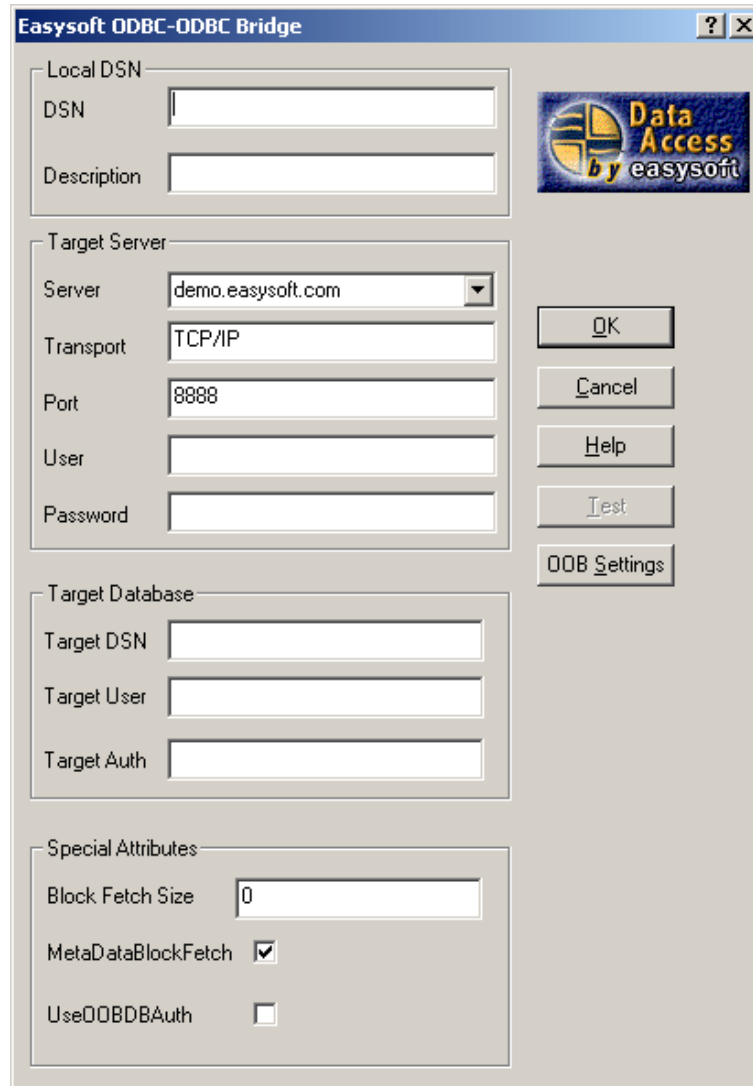 Easysoft ODBC-ODBC Bridge
Local DSN
DSN
Description
Data
Access
by easysoft
Target Server
Server demo.easysoft.com
Transport TCP/IP
Port 8888
User
Password
OK
Cancel
Help
Test
OOB Settings
Target Database
Target DSN
Target User
Target Auth
Special Attributes
Block Fetch Size 0
MetaDataBlockFetch
UseOOBDBAuth